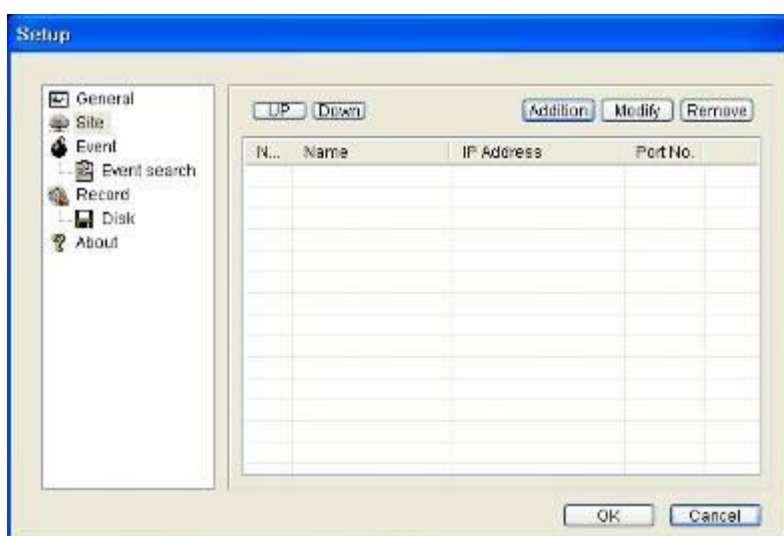 Setup
General
Site
Event
Event search
Record
Disk
About
UP Down Addition Modify Remove
N... Name IP Address Port No.
OK Cancel